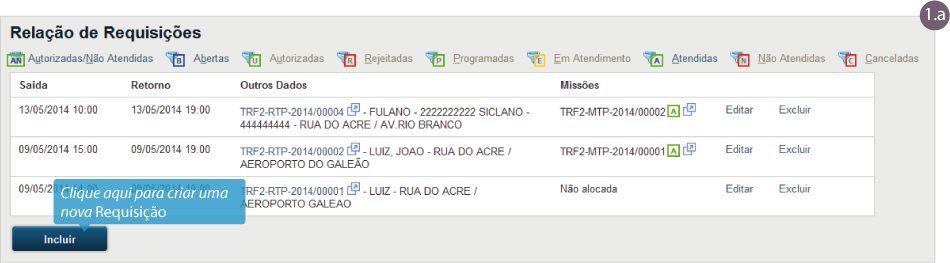 1.a
Relação de Requisições
AN Autorizadas/Não Atendidas B Abertas U Autorizadas R Rejeitadas P Programadas E Em Atendimento A Atendidas N Não Atendidas C Canceladas
Saida Retorno Outros Dados Missões
13/05/2014 10:00 13/05/2014 19:00 TRF2-RTP-2014/00004 - FULANO - 2222222222 SICLANO - TRF2-MTP-2014/00002 A Editar Excluir
444444444 - RUA DO ACRE / AV.RIO BRANCO
09/05/2014 15:00 09/05/2014 19:00 TRF2-RTP-2014/00002 - LUIZ, JOAO - RUA DO ACRE / TRF2-MTP-2014/00001 A Editar Excluir
AEROPORTO DO GALEÃO
09/05/2014 TRF2-RTP-2014/00001 - LUIZ - RUA DO ACRE / Não alocada Editar Excluir
AEROPORTO GALEAO
Clique aqui para criar uma
nova Requisição
Incluir